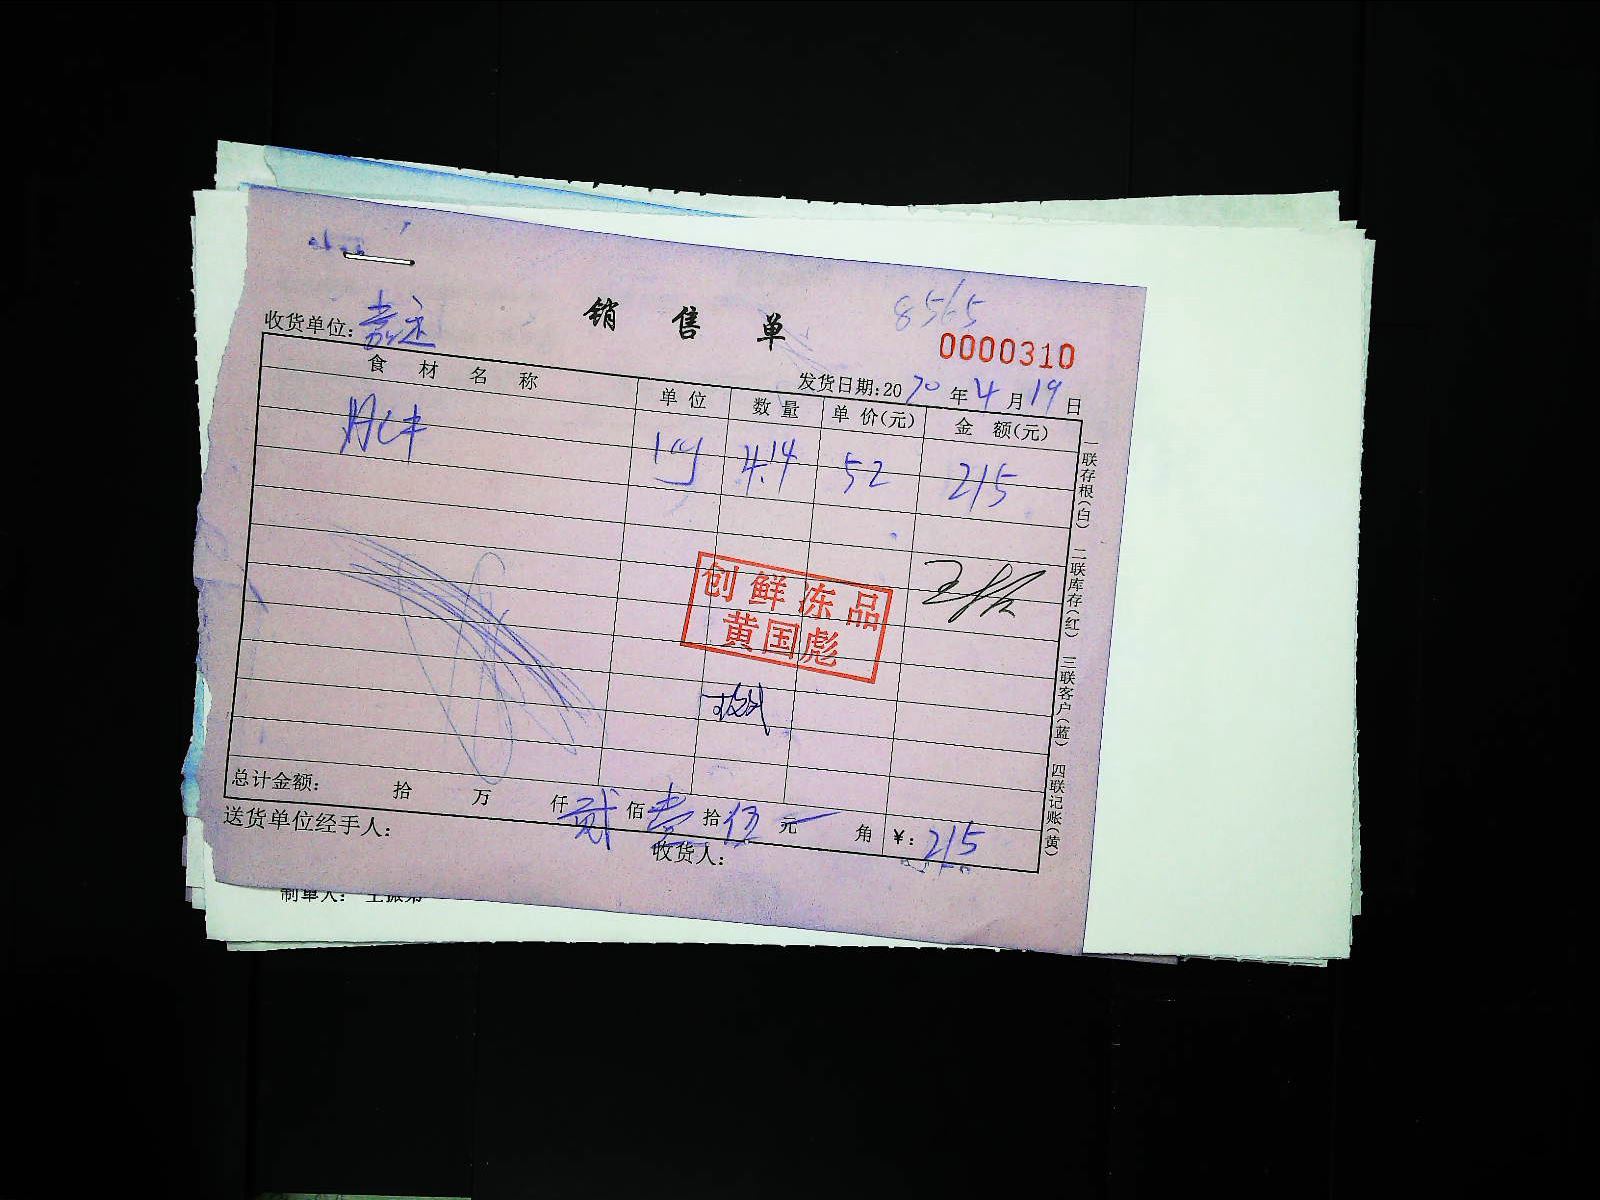 销售单
8565
0000310
收货单位:
发货日期:20 年4月19日
食材名称 单位 数量 单价(元) 金额(元)
4.14 52 215
创鲜冻品
黄国彪
总计金额: 拾 万 仟贰佰壹拾伍元 角 ¥:215
送货单位经手人:
收货人:
一联存根(白) 二联库存(红) 三联客户(蓝) 四联记账(黄)
制单人: